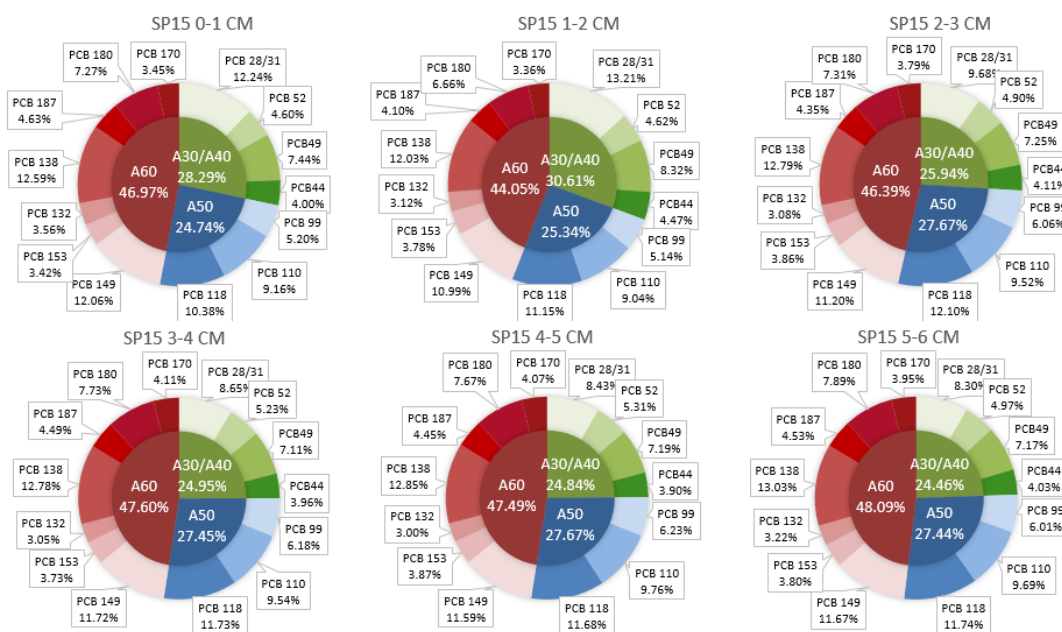 SP15 0-1 CM
PCB 180
7.27%
PCB 170
3.45%
PCB 28/31
12.24%
PCB 52
4.60%
PCB49
7.44%
PCB44
4.00%
PCB 99
5.20%
PCB 110
9.16%
PCB 118
10.38%
PCB 149
12.06%
PCB 153
3.42%
PCB 132
3.56%
PCB 138
12.59%
PCB 187
4.63%
A30/A40
28.29%
A60
46.97%
A50
24.74%
SP15 1-2 CM
PCB 180
6.66%
PCB 170
3.36%
PCB 28/31
13.21%
PCB 52
4.62%
PCB49
8.32%
PCB44
4.47%
PCB 99
5.14%
PCB 110
9.04%
PCB 118
11.15%
PCB 149
10.99%
PCB 153
3.78%
PCB 132
3.12%
PCB 138
12.03%
PCB 187
4.10%
A30/A40
30.61%
A60
44.05%
A50
25.34%
SP15 2-3 CM
PCB 180
7.31%
PCB 170
3.79%
PCB 28/31
9.68%
PCB 52
4.90%
PCB49
7.25%
PCB44
4.11%
PCB 99
6.06%
PCB 110
9.52%
PCB 118
12.10%
PCB 149
11.20%
PCB 153
3.86%
PCB 132
3.08%
PCB 138
12.79%
PCB 187
4.35%
A30/A40
25.94%
A60
46.39%
A50
27.67%
SP15 3-4 CM
PCB 180
7.73%
PCB 170
4.11%
PCB 28/31
8.65%
PCB 52
5.23%
PCB49
7.11%
PCB44
3.96%
PCB 99
6.18%
PCB 110
9.54%
PCB 118
11.73%
PCB 149
11.72%
PCB 153
3.73%
PCB 132
3.05%
PCB 138
12.78%
PCB 187
4.49%
A30/A40
24.95%
A60
47.60%
A50
27.45%
SP15 4-5 CM
PCB 180
7.67%
PCB 170
4.07%
PCB 28/31
8.43%
PCB 52
5.31%
PCB49
7.19%
PCB44
3.90%
PCB 99
6.23%
PCB 110
9.76%
PCB 118
11.68%
PCB 149
11.59%
PCB 153
3.87%
PCB 132
3.00%
PCB 138
12.85%
PCB 187
4.45%
A30/A40
24.84%
A60
47.49%
A50
27.67%
SP15 5-6 CM
PCB 180
7.89%
PCB 170
3.95%
PCB 28/31
8.30%
PCB 52
4.97%
PCB49
7.17%
PCB44
4.03%
PCB 99
6.01%
PCB 110
9.69%
PCB 118
11.74%
PCB 149
11.67%
PCB 153
3.80%
PCB 132
3.22%
PCB 138
13.03%
PCB 187
4.53%
A30/A40
24.46%
A60
48.09%
A50
27.44%